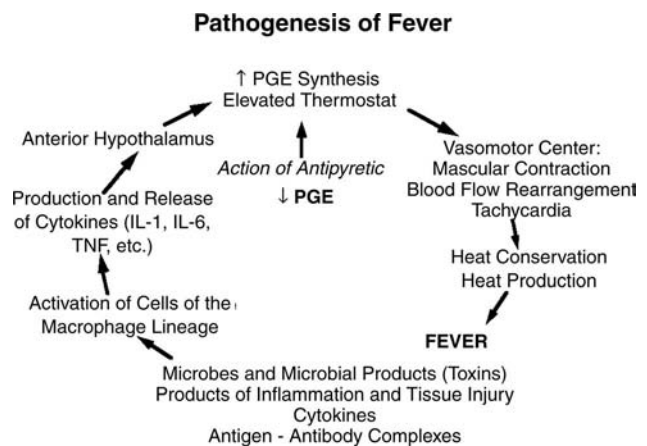 Pathogenesis of Fever
↑ PGE Synthesis
Elevated Thermostat
Anterior Hypothalamus
Action of Antipyretic
↓ PGE
Vasomotor Center:
Mascular Contraction
Blood Flow Rearrangement
Tachycardia
Production and Release
of Cytokines (IL-1, IL-6,
TNF, etc.)
Heat Conservation
Heat Production
Activation of Cells of the
Macrophage Lineage
FEVER
Microbes and Microbial Products (Toxins)
Products of Inflammation and Tissue Injury
Cytokines
Antigen - Antibody Complexes